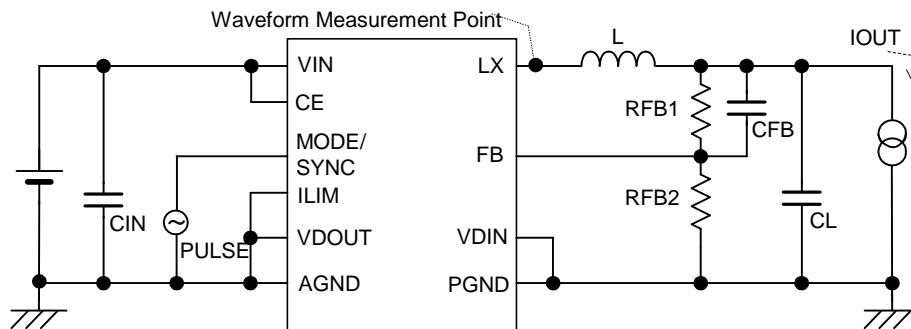 Waveform Measurement Point
L
IOUT
VIN
LX
CE
RFB1
CFB
MODE/
SYNC
FB
ILIM
RFB2
CIN
PULSE
VDOUT
VDIN
CL
AGND
PGND